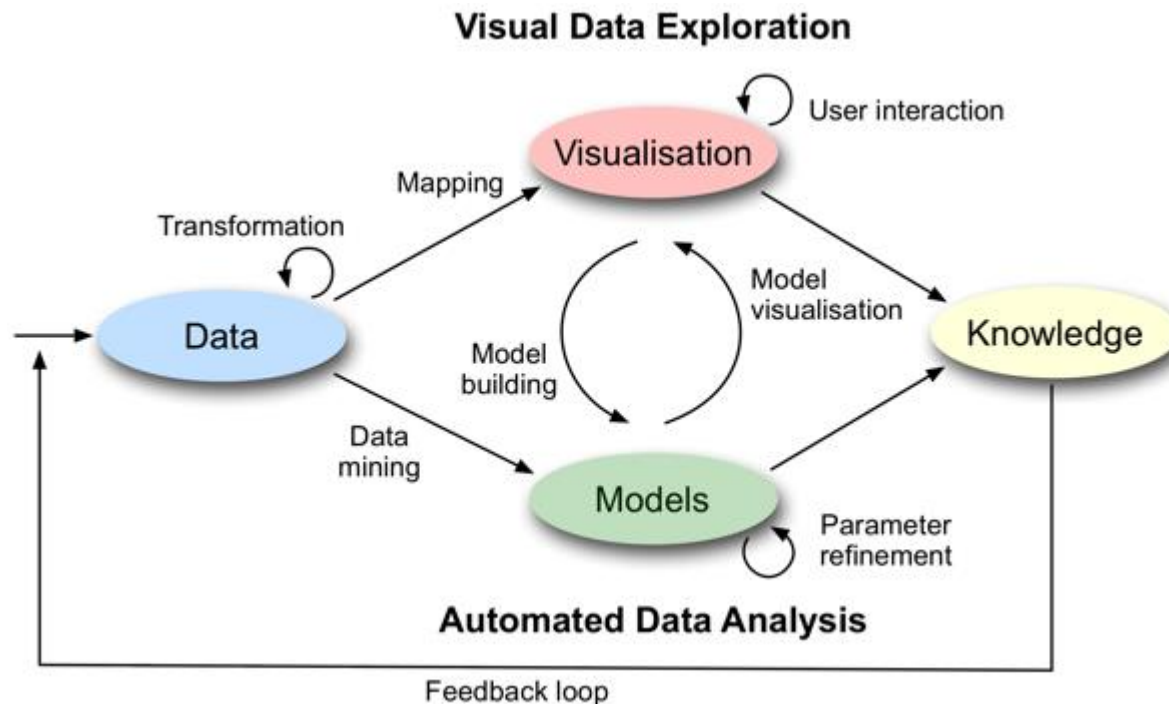 Visual Data Exploration
User interaction
Visualisation
Mapping
Transformation
Model
visualisation
Data
Knowledge
Model
building
Data
mining
Models
Parameter
refinement
Automated Data Analysis
Feedback loop